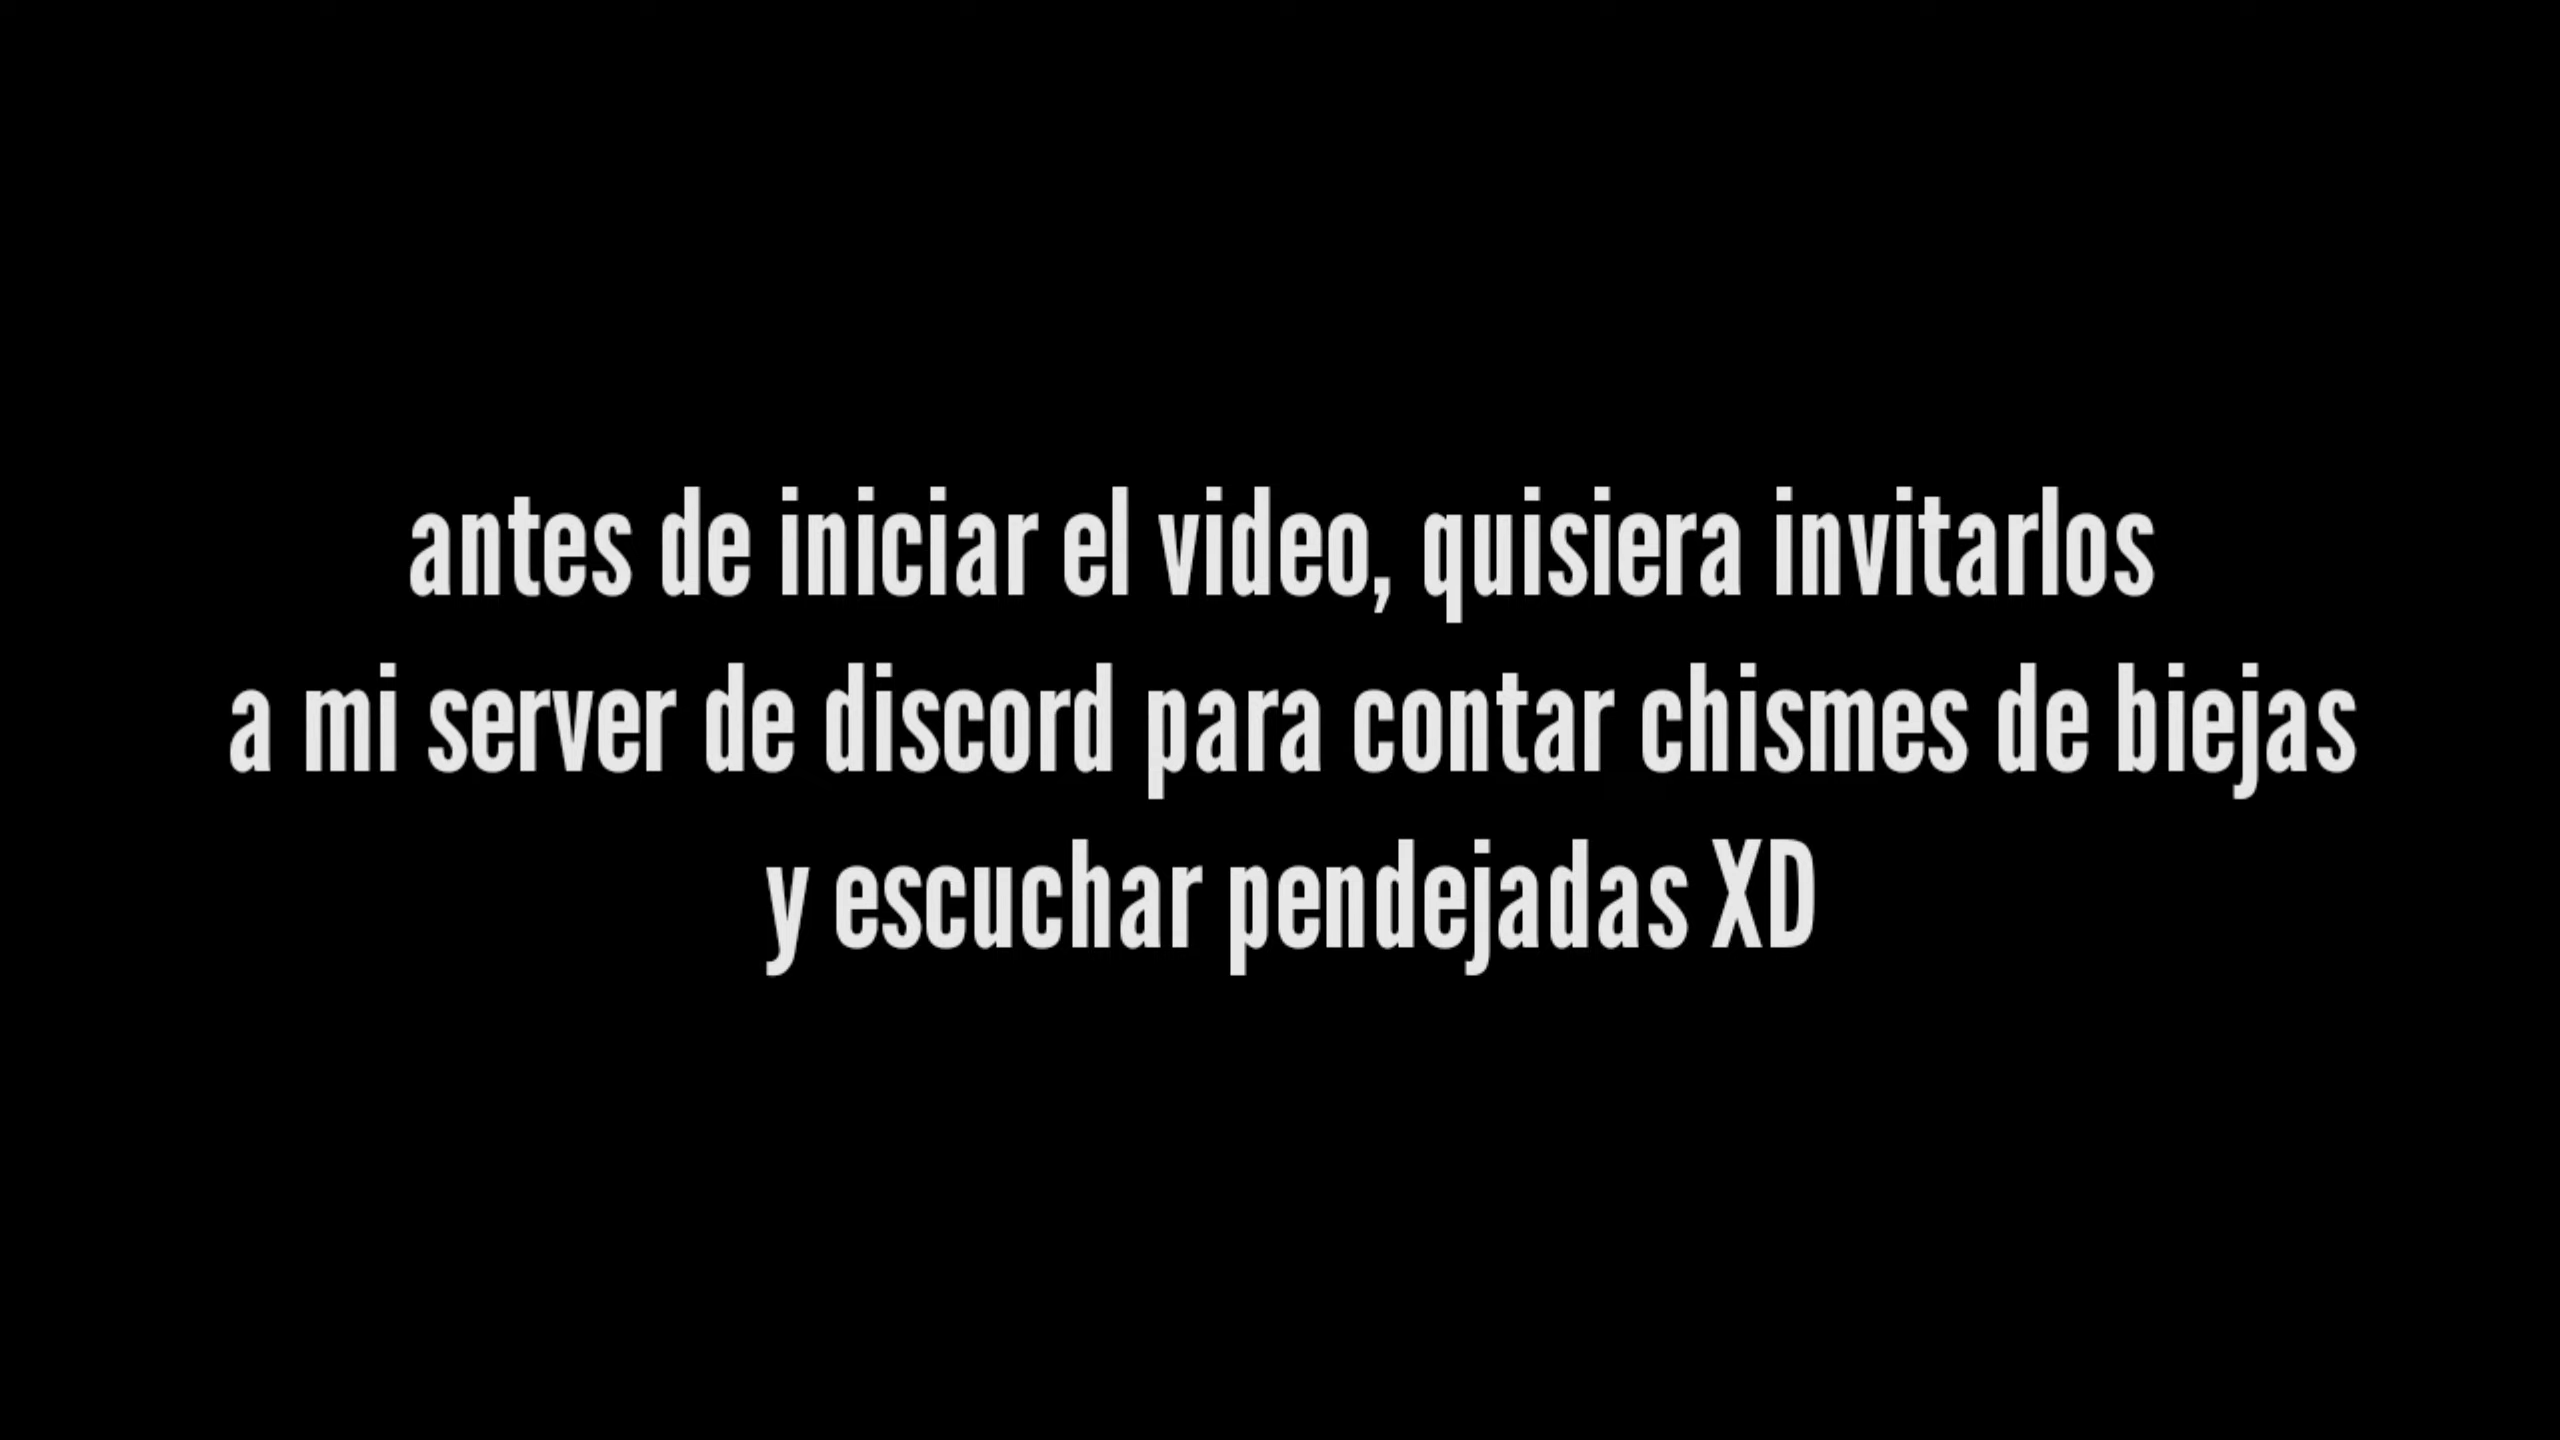 antes de iniciar el video, quisiera invitarlos
a mi server de discord para contar chismes de biejas
y escuchar pendejadas XD